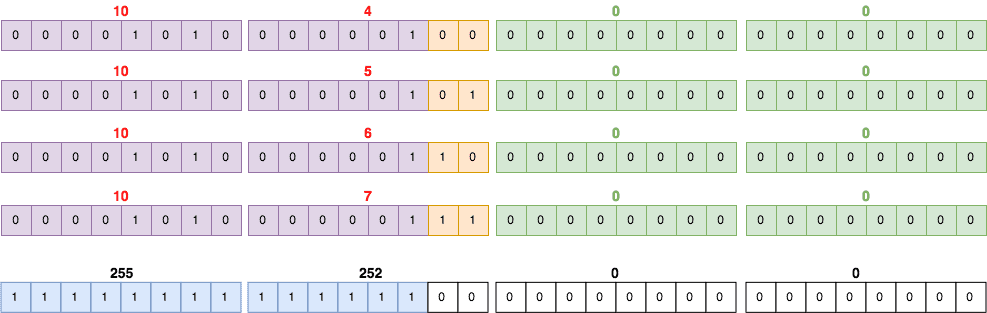 10 4 0 0
0 0 0 0 1 0 1 0 0 0 0 0 0 1 0 0 0 0 0 0 0 0 0 0 0 0 0 0 0 0 0 0
10 5 0 0
0 0 0 0 1 0 1 0 0 0 0 0 0 1 0 1 0 0 0 0 0 0 0 0 0 0 0 0 0 0 0 0
10 6 0 0
0 0 0 0 1 0 1 0 0 0 0 0 0 1 1 0 0 0 0 0 0 0 0 0 0 0 0 0 0 0 0 0
10 7 0 0
0 0 0 0 1 0 1 0 0 0 0 0 0 1 1 1 0 0 0 0 0 0 0 0 0 0 0 0 0 0 0 0
255 252 0 0
1 1 1 1 1 1 1 1 1 1 1 1 1 1 0 0 0 0 0 0 0 0 0 0 0 0 0 0 0 0 0 0